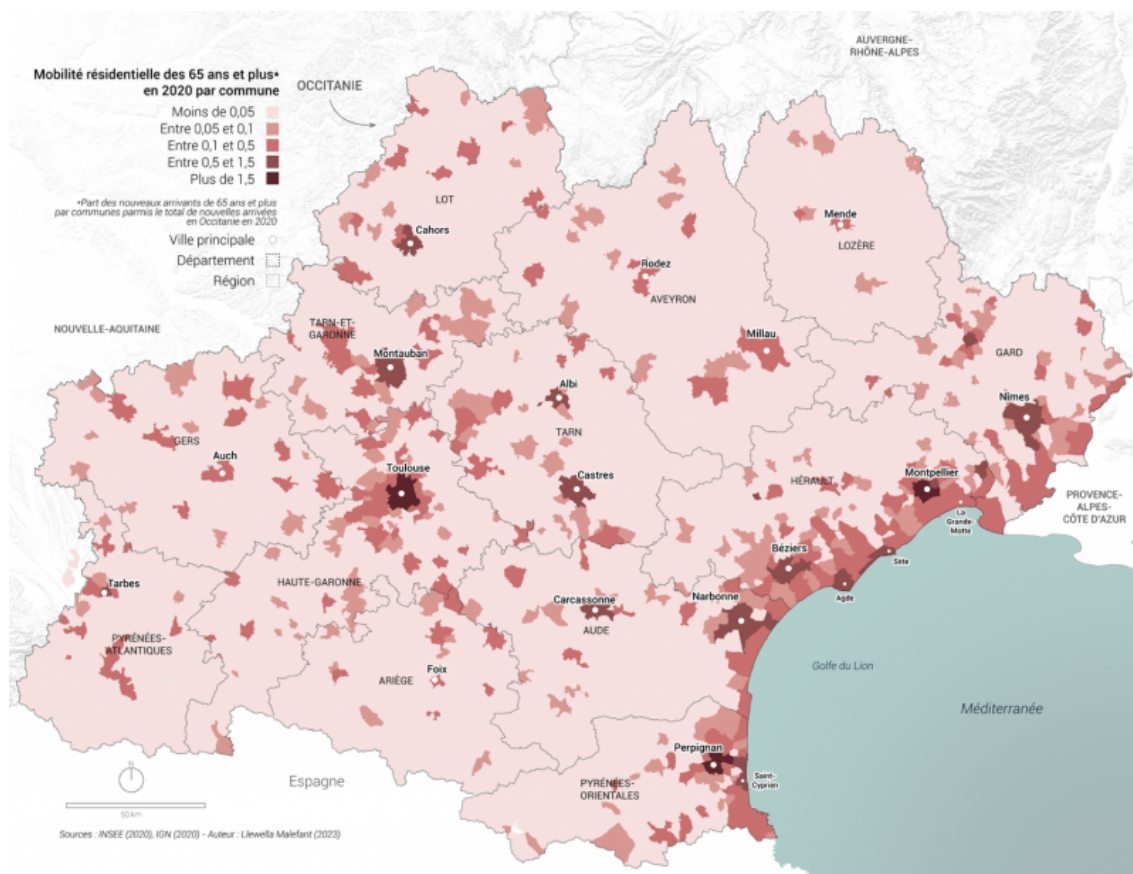 AUVERGNE-
RHÔNE-ALPES
Mobilité résidentielle des 65 ans et plus*
en 2020 par commune
OCCITANIE
Moins de 0,05
Entre 0,05 et 0,1
Entre 0,1 et 0,5
Entre 0,5 et 1,5
Plus de 1,5
*Part des nouveaux arrivants de 65 ans et plus
par communes parmis le total de nouvelles arrivées
en Occitanie en 2020
Ville principale
Département
Région
LOT
Cahors
Mende
LOZÈRE
Rodez
AVEYRON
NOUVELLE-AQUITAINE
TARN-ET-
GARONNE
Montauban
Millau
GARD
Nîmes
Albi
TARN
GERS
Auch
Toulouse
Castres
HÉRAULT
Montpellier
PROVENCE-
ALPES-
CÔTE D'AZUR
La
Grande-
Motte
Béziers
Sète
Agde
Tarbes
HAUTE-GARONNE
Carcassonne
Narbonne
AUDE
PYRÉNÉES-
ATLANTIQUES
ARIÈGE
Foix
Golfe du Lion
Méditerranée
Perpignan
Saint-
Cyprien
PYRÉNÉES-
ORIENTALES
N
Espagne
50 km
Sources : INSEE (2020), IGN (2020) - Auteur : Llewella Malefant (2023)